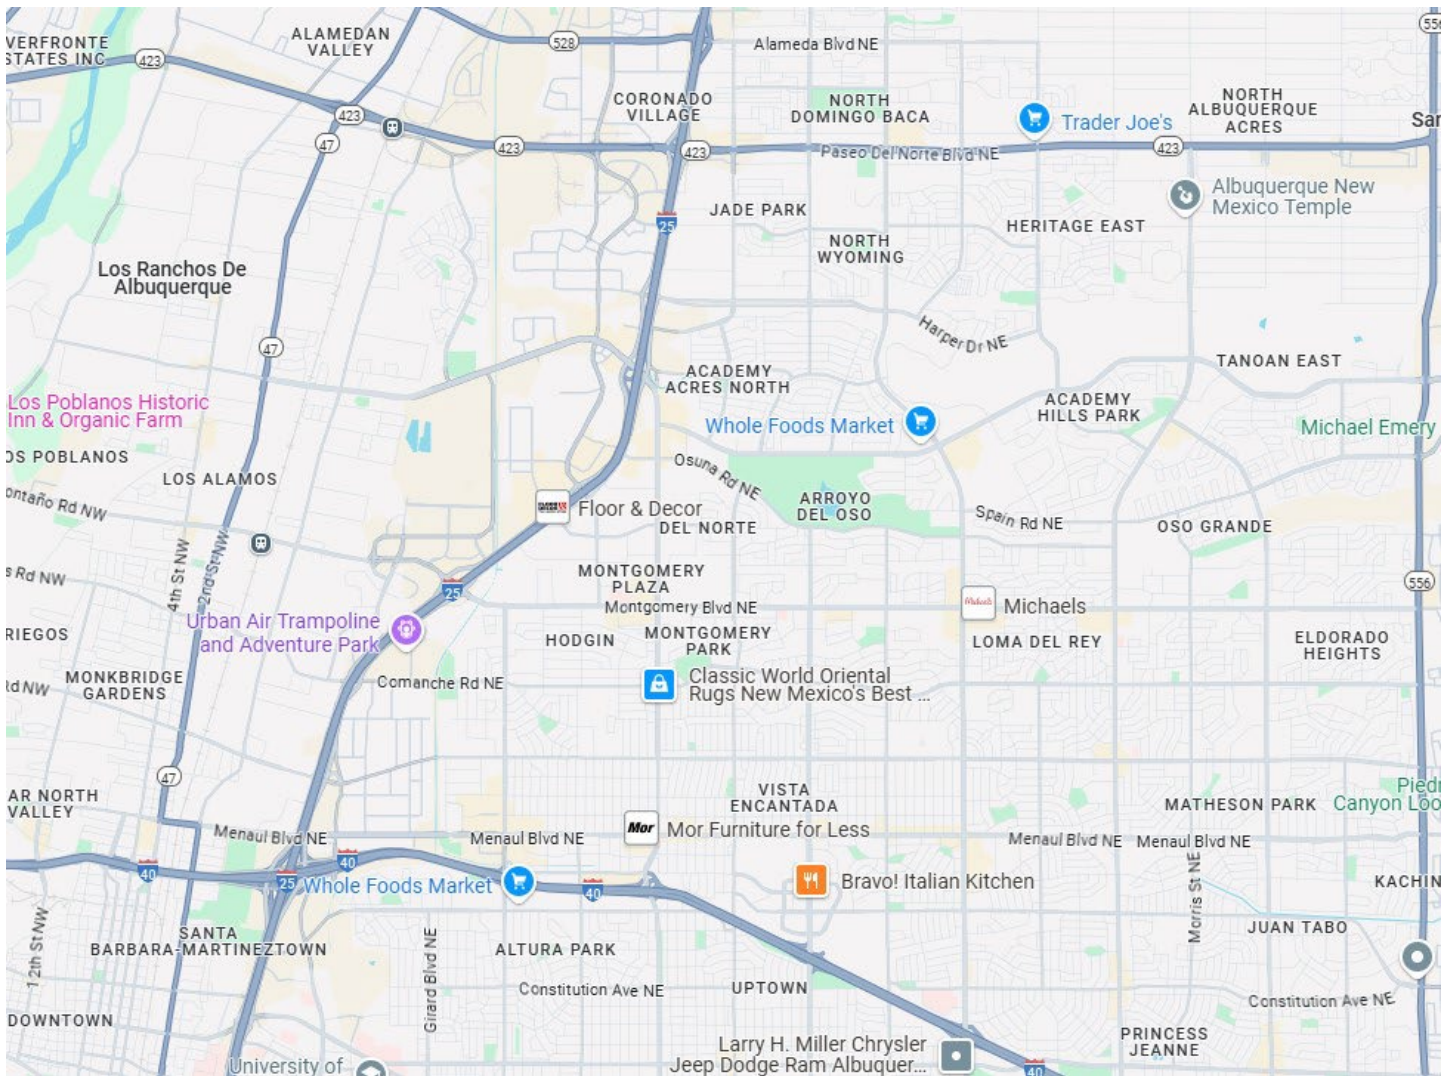 VERFRONTE
STATES INC
423
ALAMEDAN
VALLEY
528
Alameda Blvd NE
556
423
47
CORONADO
VILLAGE
NORTH
DOMINGO BACA
Trader Joe's
NORTH
ALBUQUERQUE
ACRES
Sar
423
423
Paseo Del Norte Blvd NE
423
Albuquerque New
Mexico Temple
JADE PARK
25
HERITAGE EAST
NORTH
WYOMING
Los Ranchos De
Albuquerque
47
Harper Dr NE
TANOAN EAST
ACADEMY
ACRES NORTH
Los Poblanos Historic
Inn & Organic Farm
ACADEMY
HILLS PARK
Whole Foods Market
Michael Emery
OS POBLANOS
LOS ALAMOS
Osuna Rd NE
ontaño Rd NW
Floor & Decor
ARROYO
DEL OSO
Spain Rd NE
DEL NORTE
OSO GRANDE
4th St NW
2nd St NW
s Rd NW
25
MONTGOMERY
PLAZA
556
Montgomery Blvd NE
Michaels
Michaels
Urban Air Trampoline
and Adventure Park
RIEGOS
HODGIN
MONTGOMERY
PARK
LOMA DEL REY
ELDORADO
HEIGHTS
MONKBRIDGE
GARDENS
Rd NW
Comanche Rd NE
Classic World Oriental
Rugs New Mexico's Best ...
47
AR NORTH
VALLEY
VISTA
ENCANTADA
MATHESON PARK
Piedr
Canyon Loo
Menaul Blvd NE
Menaul Blvd NE
Mor
Mor Furniture for Less
Menaul Blvd NE
Menaul Blvd NE
40
40
25
Whole Foods Market
40
Bravo! Italian Kitchen
Morris St NE
KACHIN
12th St NW
SANTA
BARBARA-MARTINEZTOWN
Girard Blvd NE
ALTURA PARK
JUAN TABO
UPTOWN
Constitution Ave NE
Constitution Ave NE
DOWNTOWN
PRINCESS
JEANNE
Larry H. Miller Chrysler
Jeep Dodge Ram Albuquer...
University of
40